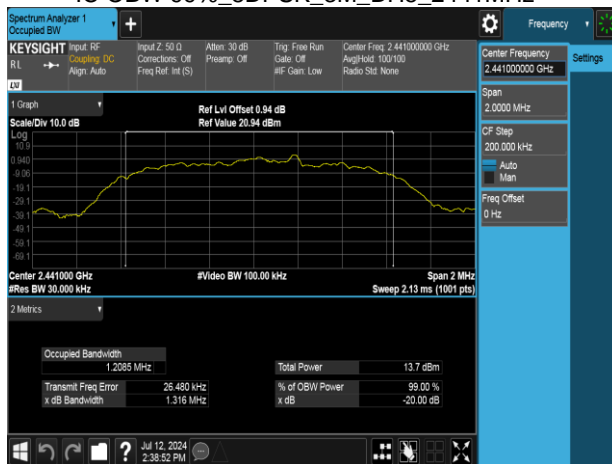 Spectrum Analyzer 1
Occupied BW
+
Frequency
KEYSIGHT
RL
LXI
Input: RF
Coupling: DC
Align: Auto
Input Z: 50 Ω
Corrections: Off
Freq Ref: Int (S)
Atten: 30 dB
Preamp: Off
Trig: Free Run
Gate: Off
#IF Gain: Low
Center Freq: 2.441000000 GHz
Avg|Hold: 100/100
Radio Std: None
Center Frequency
2.441000000 GHz
Settings
Span
2.0000 MHz
CF Step
200.000 kHz
Auto
Man
Freq Offset
0 Hz
1 Graph
Scale/Div 10.0 dB
Ref Lvl Offset 0.94 dB
Ref Value 20.94 dBm
Log
10.9
0.940
-9.06
-19.1
-29.1
-39.1
-49.1
-59.1
-69.1
Center 2.441000 GHz
#Video BW 100.00 kHz
Span 2 MHz
#Res BW 30.000 kHz
Sweep 2.13 ms (1001 pts)
2 Metrics
Occupied Bandwidth
1.2085 MHz
Total Power 13.7 dBm
Transmit Freq Error 26.480 kHz
% of OBW Power 99.00 %
x dB Bandwidth 1.316 MHz
x dB -20.00 dB
?
Jul 12, 2024
2:38:52 PM